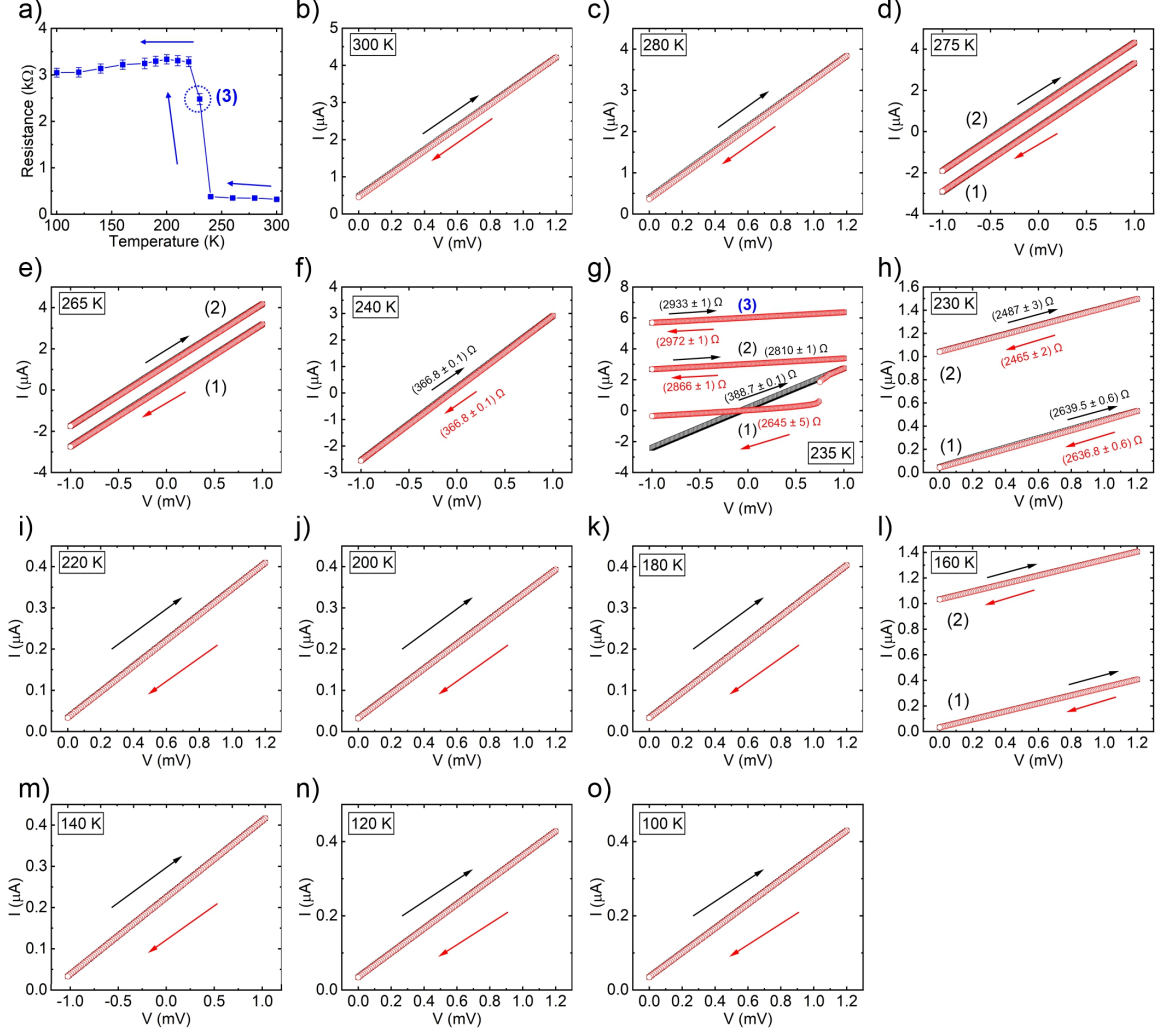 a)
4
3
2
1
0
Resistance (kΩ)
(3)
100 150 200 250 300
Temperature (K)
b)
300 K
5
4
3
2
1
0
I (μA)
0.0 0.2 0.4 0.6 0.8 1.0 1.2
V (mV)
c)
280 K
4
2
0
I (μA)
0.0 0.2 0.4 0.6 0.8 1.0 1.2
V (mV)
d)
275 K
4
2
0
-2
-4
I (μA)
(2)
(1)
-1.0 -0.5 0.0 0.5 1.0
V (mV)
e)
265 K
4
2
0
-2
-4
I (μA)
(2)
(1)
-1.0 -0.5 0.0 0.5 1.0
V (mV)
f)
240 K
4
3
2
1
0
-1
-2
-3
I (μA)
(366.8 ± 0.1) Ω
(366.8 ± 0.1) Ω
-1.0 -0.5 0.0 0.5 1.0
V (mV)
g)
8
6
4
2
0
-2
-4
I (μA)
(2933 ± 1) Ω
(3)
(2972 ± 1) Ω
(2)
(2810 ± 1) Ω
(2866 ± 1) Ω
(388.7 ± 0.1) Ω
(1)
(2645 ± 5) Ω
235 K
-1.0 -0.5 0.0 0.5 1.0
V (mV)
h)
230 K
1.6
1.4
1.2
1.0
0.6
0.4
0.2
0.0
I (μA)
(2487 ± 3) Ω
(2465 ± 2) Ω
(2)
(2639.5 ± 0.6) Ω
(1)
(2636.8 ± 0.6) Ω
0.0 0.2 0.4 0.6 0.8 1.0 1.2
V (mV)
i)
220 K
0.4
0.3
0.2
0.1
0.0
I (μA)
0.0 0.2 0.4 0.6 0.8 1.0 1.2
V (mV)
j)
200 K
0.4
0.3
0.2
0.1
0.0
I (μA)
0.0 0.2 0.4 0.6 0.8 1.0 1.2
V (mV)
k)
180 K
0.4
0.3
0.2
0.1
0.0
I (μA)
0.0 0.2 0.4 0.6 0.8 1.0 1.2
V (mV)
l)
160 K
1.4
1.2
1.0
0.8
0.6
0.4
0.2
0.0
I (μA)
(2)
(1)
0.0 0.2 0.4 0.6 0.8 1.0 1.2
V (mV)
m)
140 K
0.4
0.3
0.2
0.1
0.0
I (μA)
-1.0 -0.5 0.0 0.5 1.0
V (mV)
n)
120 K
0.4
0.2
0.0
I (μA)
0.0 0.2 0.4 0.6 0.8 1.0 1.2
V (mV)
o)
100 K
0.4
0.2
0.0
I (μA)
0.0 0.2 0.4 0.6 0.8 1.0 1.2
V (mV)